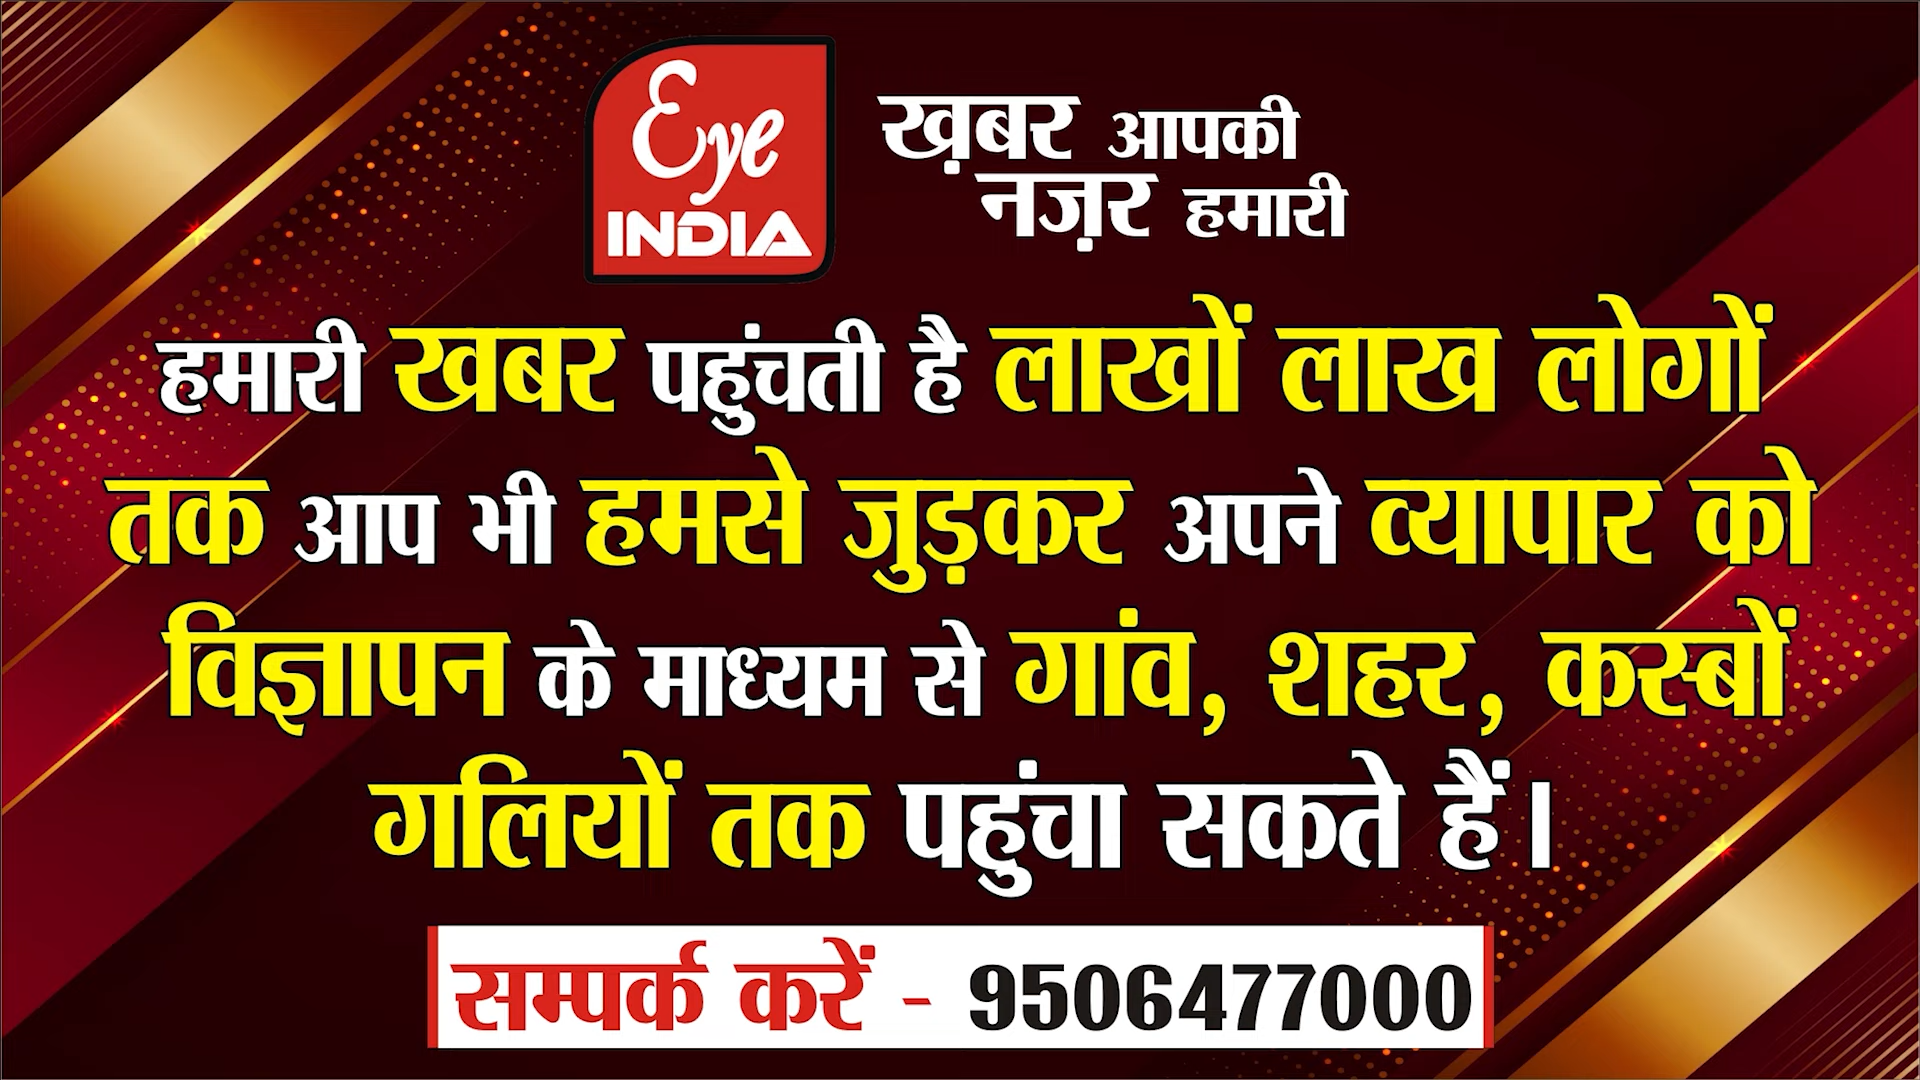 Eye
INDIA
ख़बर आपकी
नज़र हमारी
हमारी खबर पहुंचती है लाखों लाख लोगों
तक आप भी हमसे जुड़कर अपने व्यापार को
विज्ञापन के माध्यम से गांव, शहर, कस्बों
गलियों तक पहुंचा सकते हैं।
सम्पर्क करें - 9506477000